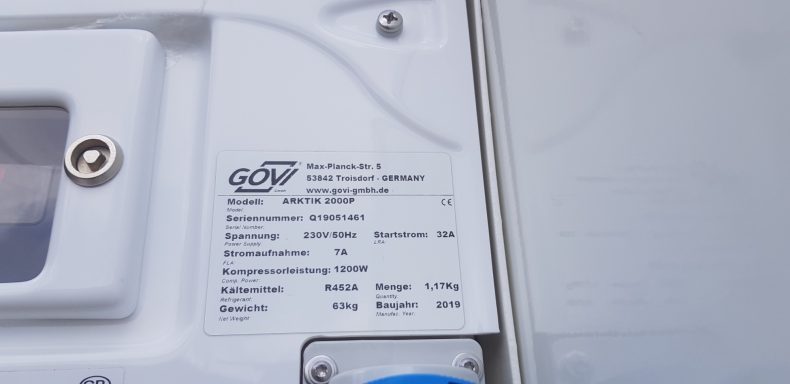 GOVI
GmbH
Max-Planck-Str. 5
53842 Troisdorf - GERMANY
www.govi-gmbh.de
Modell: ARKTIK 2000P CE
Model
Seriennummer: Q19051461
Serial Number
Spannung: 230V/50Hz Startstrom: 32A
Power Supply LRA
Stromaufnahme: 7A
FLA
Kompressorleistung: 1200W
Comp. Power
Kältemittel: R452A Menge: 1,17Kg
Refrigerant Quantity
Gewicht: 63kg Baujahr: 2019
Net Weight Manufac. Year